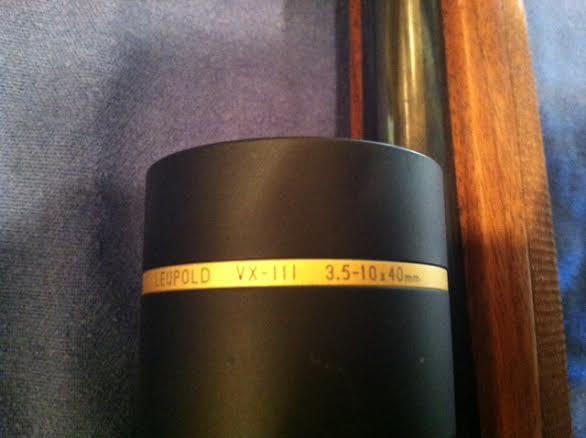 LEUPOLD VX-III 3.5-10x40mm